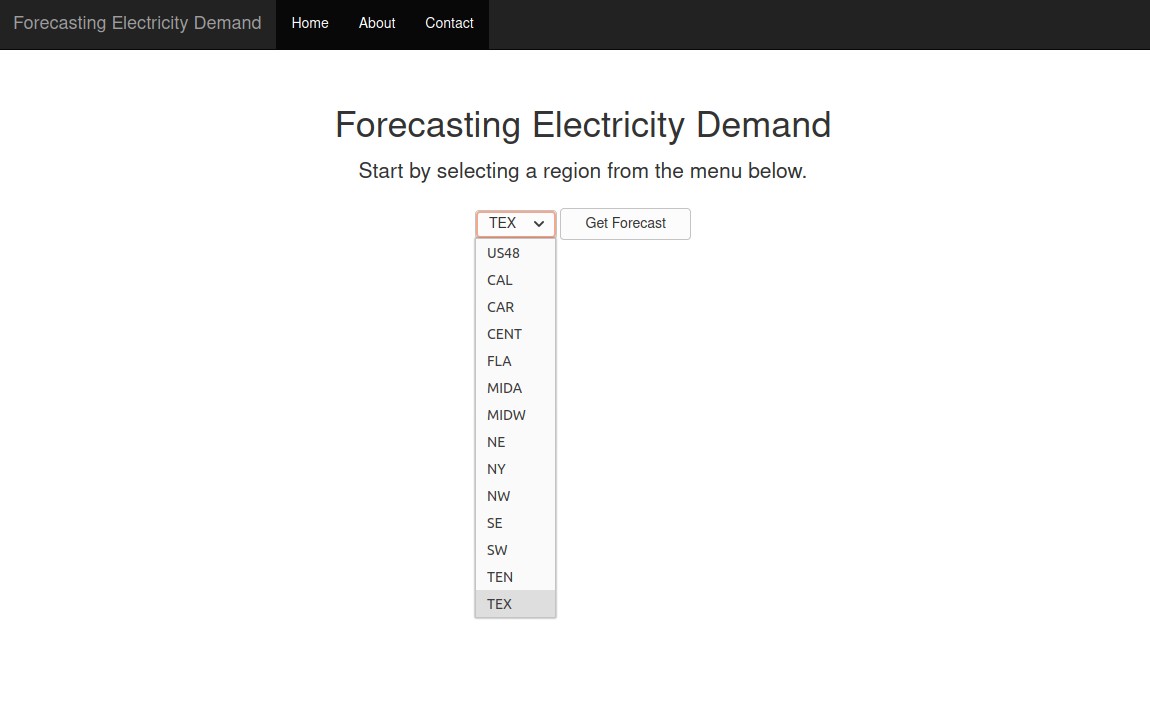 Forecasting Electricity Demand Home About Contact
Forecasting Electricity Demand
Start by selecting a region from the menu below.
TEX Get Forecast
US48
CAL
CAR
CENT
FLA
MIDA
MIDW
NE
NY
NW
SE
SW
TEN
TEX